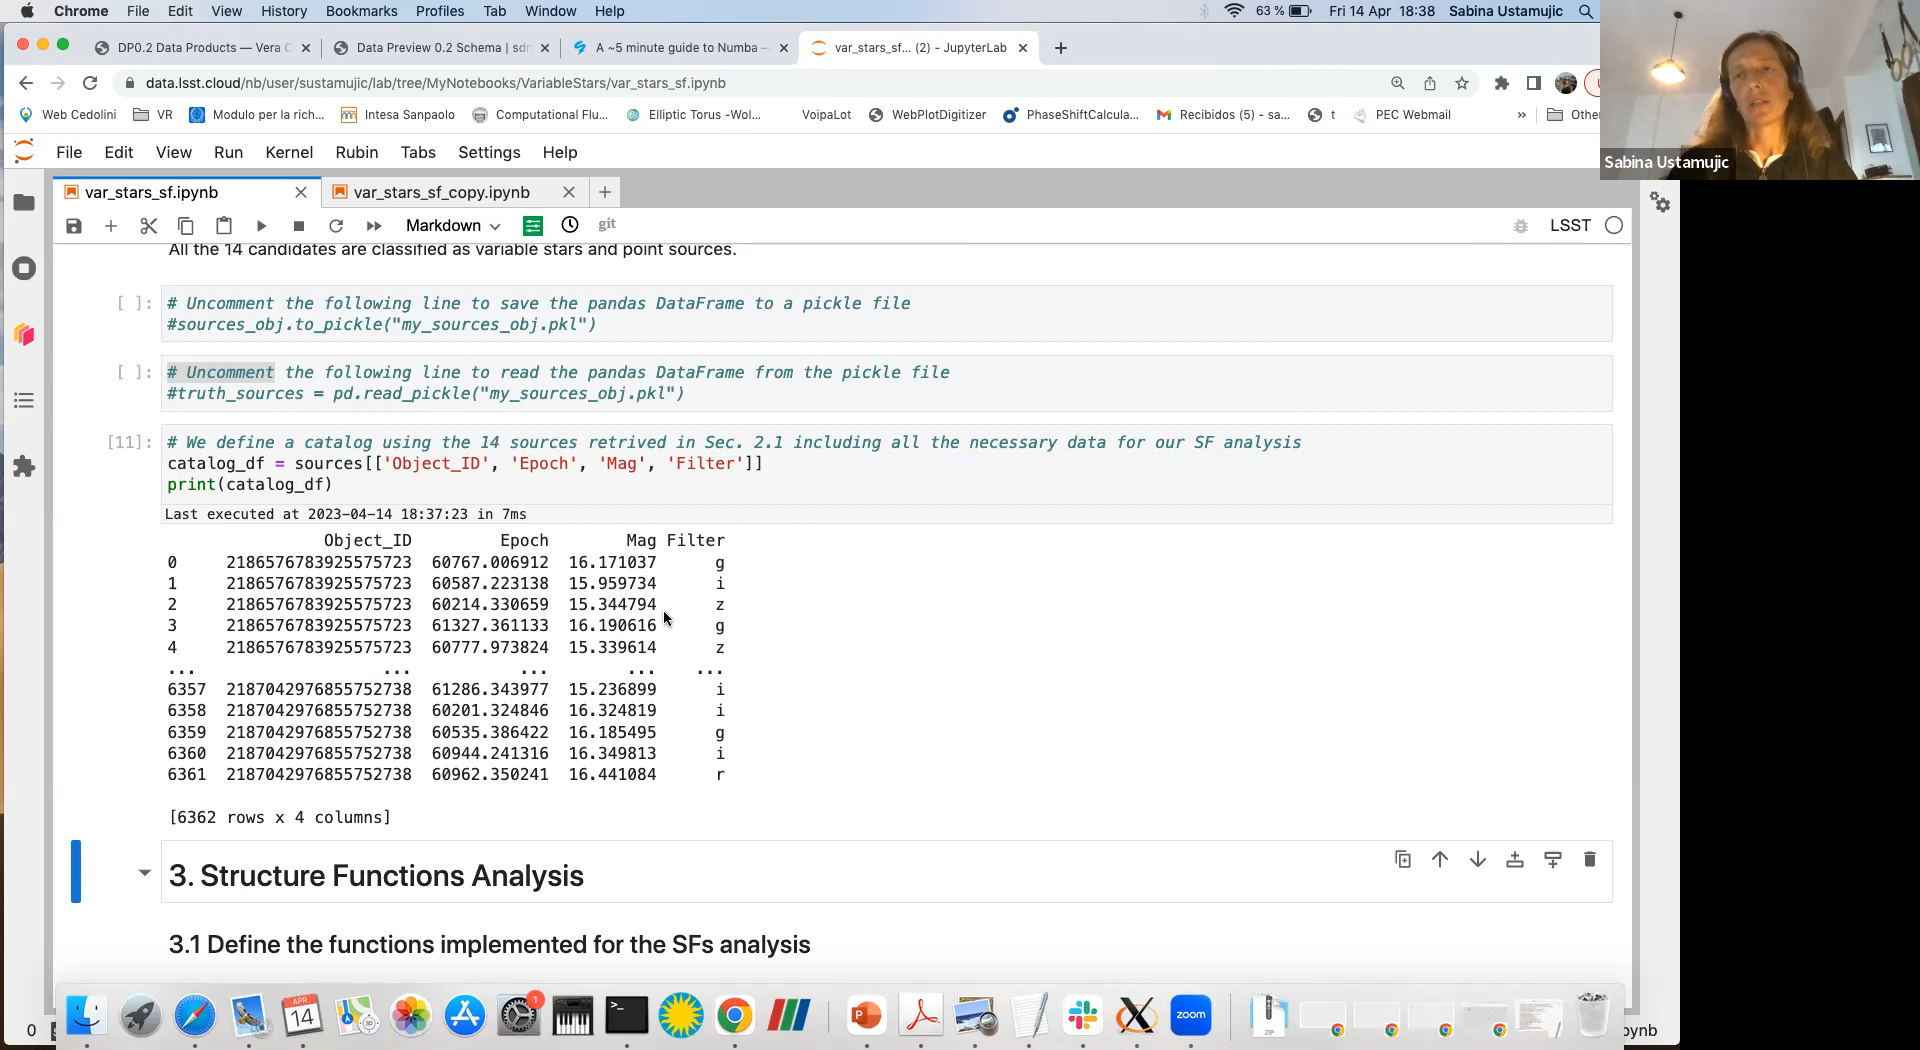 Chrome File Edit View History Bookmarks Profiles Tab Window Help 63 % Fri 14 Apr 18:38 Sabina Ustamujic
DP0.2 Data Products — Vera C Data Preview 0.2 Schema | sdm A ~5 minute guide to Numba — var_stars_sf... (2) - JupyterLab
data.lsst.cloud/nb/user/sustamujic/lab/tree/MyNotebooks/VariableStars/var_stars_sf.ipynb
Web Cedolini VR Modulo per la rich... Intesa Sanpaolo Computational Flu... Elliptic Torus -Wol... VoipaLot WebPlotDigitizer PhaseShiftCalcula... Recibidos (5) - sa... t PEC Webmail » Other
File Edit View Run Kernel Rubin Tabs Settings Help
Sabina Ustamujic
var_stars_sf.ipynb var_stars_sf_copy.ipynb
Markdown git LSST
All the 14 candidates are classified as variable stars and point sources.
[ ]: # Uncomment the following line to save the pandas DataFrame to a pickle file
#sources_obj.to_pickle("my_sources_obj.pkl")
[ ]: # Uncomment the following line to read the pandas DataFrame from the pickle file
#truth_sources = pd.read_pickle("my_sources_obj.pkl")
[11]: # We define a catalog using the 14 sources retrived in Sec. 2.1 including all the necessary data for our SF analysis
catalog_df = sources[['Object_ID', 'Epoch', 'Mag', 'Filter']]
print(catalog_df)
Last executed at 2023-04-14 18:37:23 in 7ms
Object_ID Epoch Mag Filter
0 2186576783925575723 60767.006912 16.171037 g
1 2186576783925575723 60587.223138 15.959734 i
2 2186576783925575723 60214.330659 15.344794 z
3 2186576783925575723 61327.361133 16.190616 g
4 2186576783925575723 60777.973824 15.339614 z
... ... ... ... ...
6357 2187042976855752738 61286.343977 15.236899 i
6358 2187042976855752738 60201.324846 16.324819 i
6359 2187042976855752738 60535.386422 16.185495 g
6360 2187042976855752738 60944.241316 16.349813 i
6361 2187042976855752738 60962.350241 16.441084 r
[6362 rows x 4 columns]
3. Structure Functions Analysis
3.1 Define the functions implemented for the SFs analysis
APR
14
1
zoom
ZIP
0 ynb